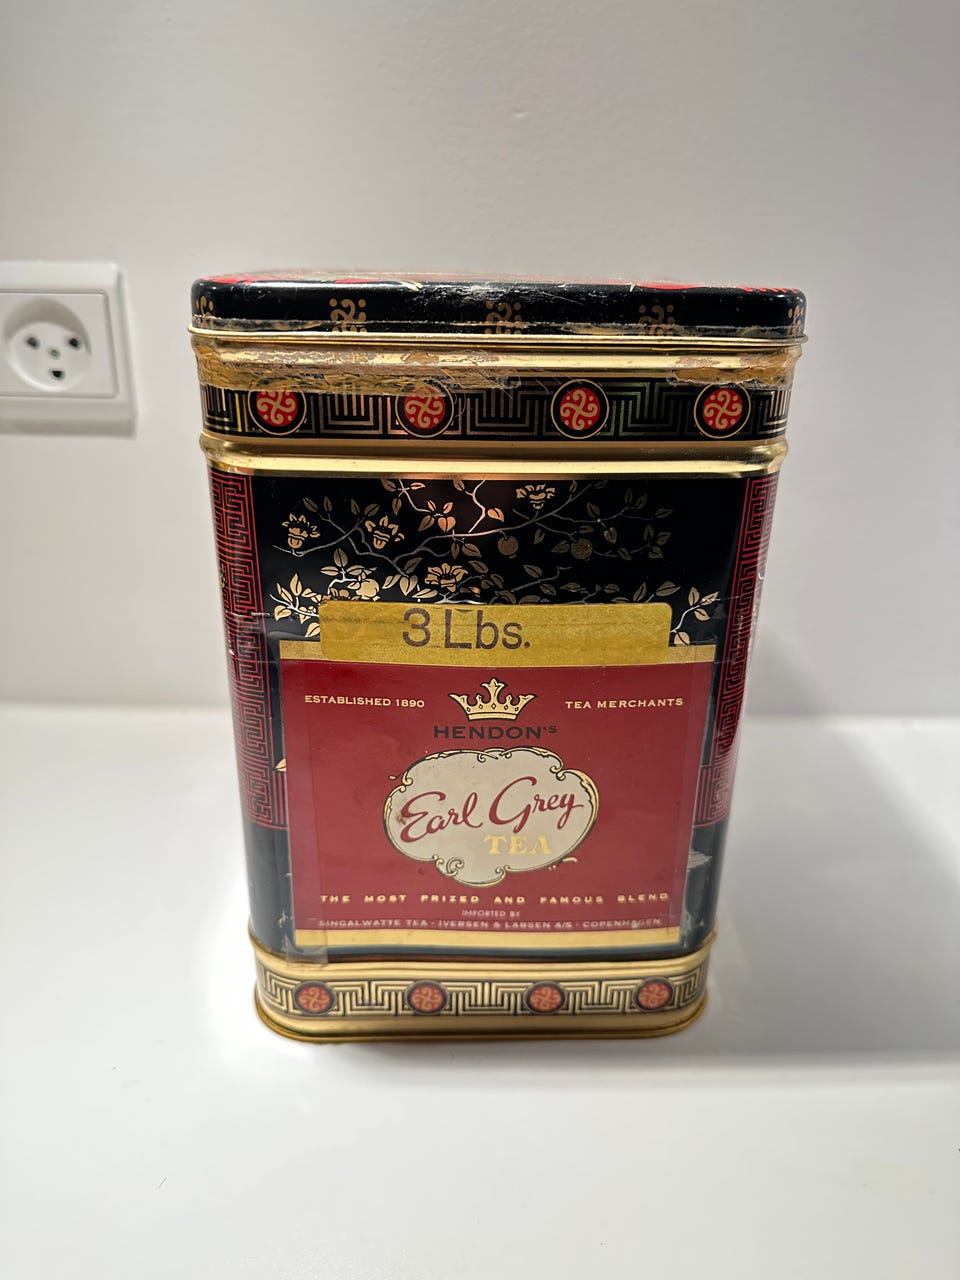 3 Lbs.
ESTABLISHED 1890
TEA MERCHANTS
HENDON'S
Earl Grey
TEA
THE MOST PRIZED AND FAMOUS BLEND
IMPORTED BY
SINGALWATTE TEA - IVERSEN & LARSEN A/S - COPENHAGEN